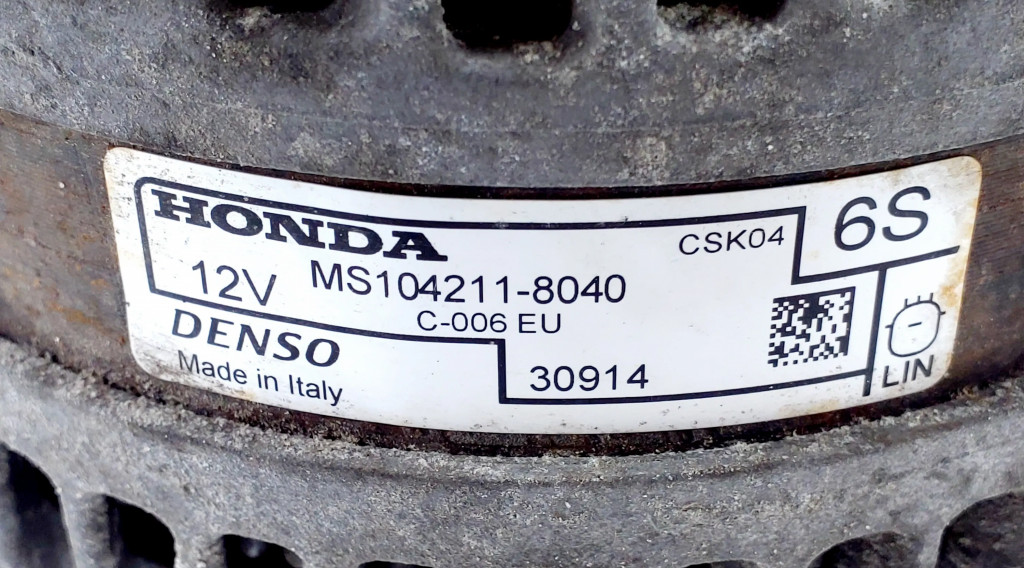 HONDA
CSK04
6S
12V
MS104211-8040
C-006 EU
DENSO
Made in Italy
30914
LIN